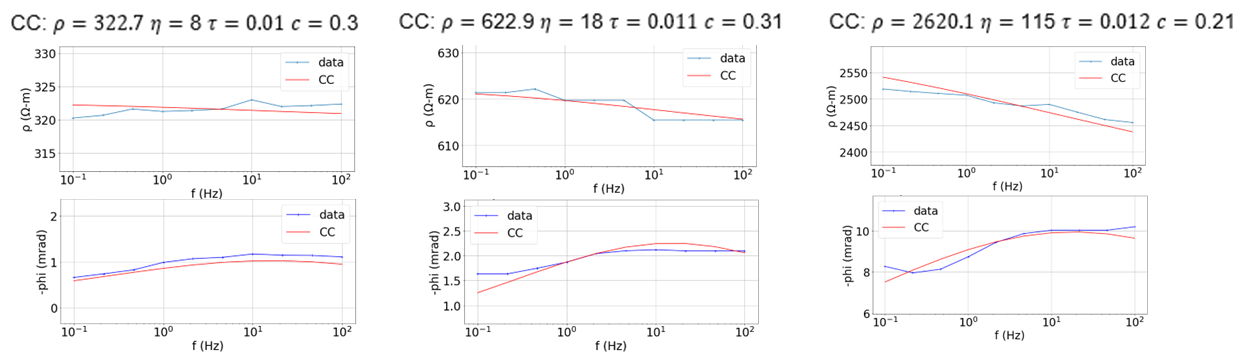 CC: 𝜌 = 322.7 𝜂 = 8 𝜏 = 0.01 𝑐 = 0.3
330
325
320
315
ρ (Ω-m)
data
CC
10⁻¹
10⁰
10¹
10²
f (Hz)
2
1
0
-phi (mrad)
data
CC
10⁻¹
10⁰
10¹
10²
f (Hz)
CC: 𝜌 = 622.9 𝜂 = 18 𝜏 = 0.011 𝑐 = 0.31
630
620
610
ρ (Ω-m)
data
CC
10⁻¹
10⁰
10¹
10²
f (Hz)
3.0
2.5
2.0
1.5
1.0
-phi (mrad)
data
CC
10⁻¹
10⁰
10¹
10²
f (Hz)
CC: 𝜌 = 2620.1 𝜂 = 115 𝜏 = 0.012 𝑐 = 0.21
2550
2500
2450
2400
ρ (Ω-m)
data
CC
10⁻¹
10⁰
10¹
10²
f (Hz)
10
8
6
-phi (mrad)
data
CC
10⁻¹
10⁰
10¹
10²
f (Hz)